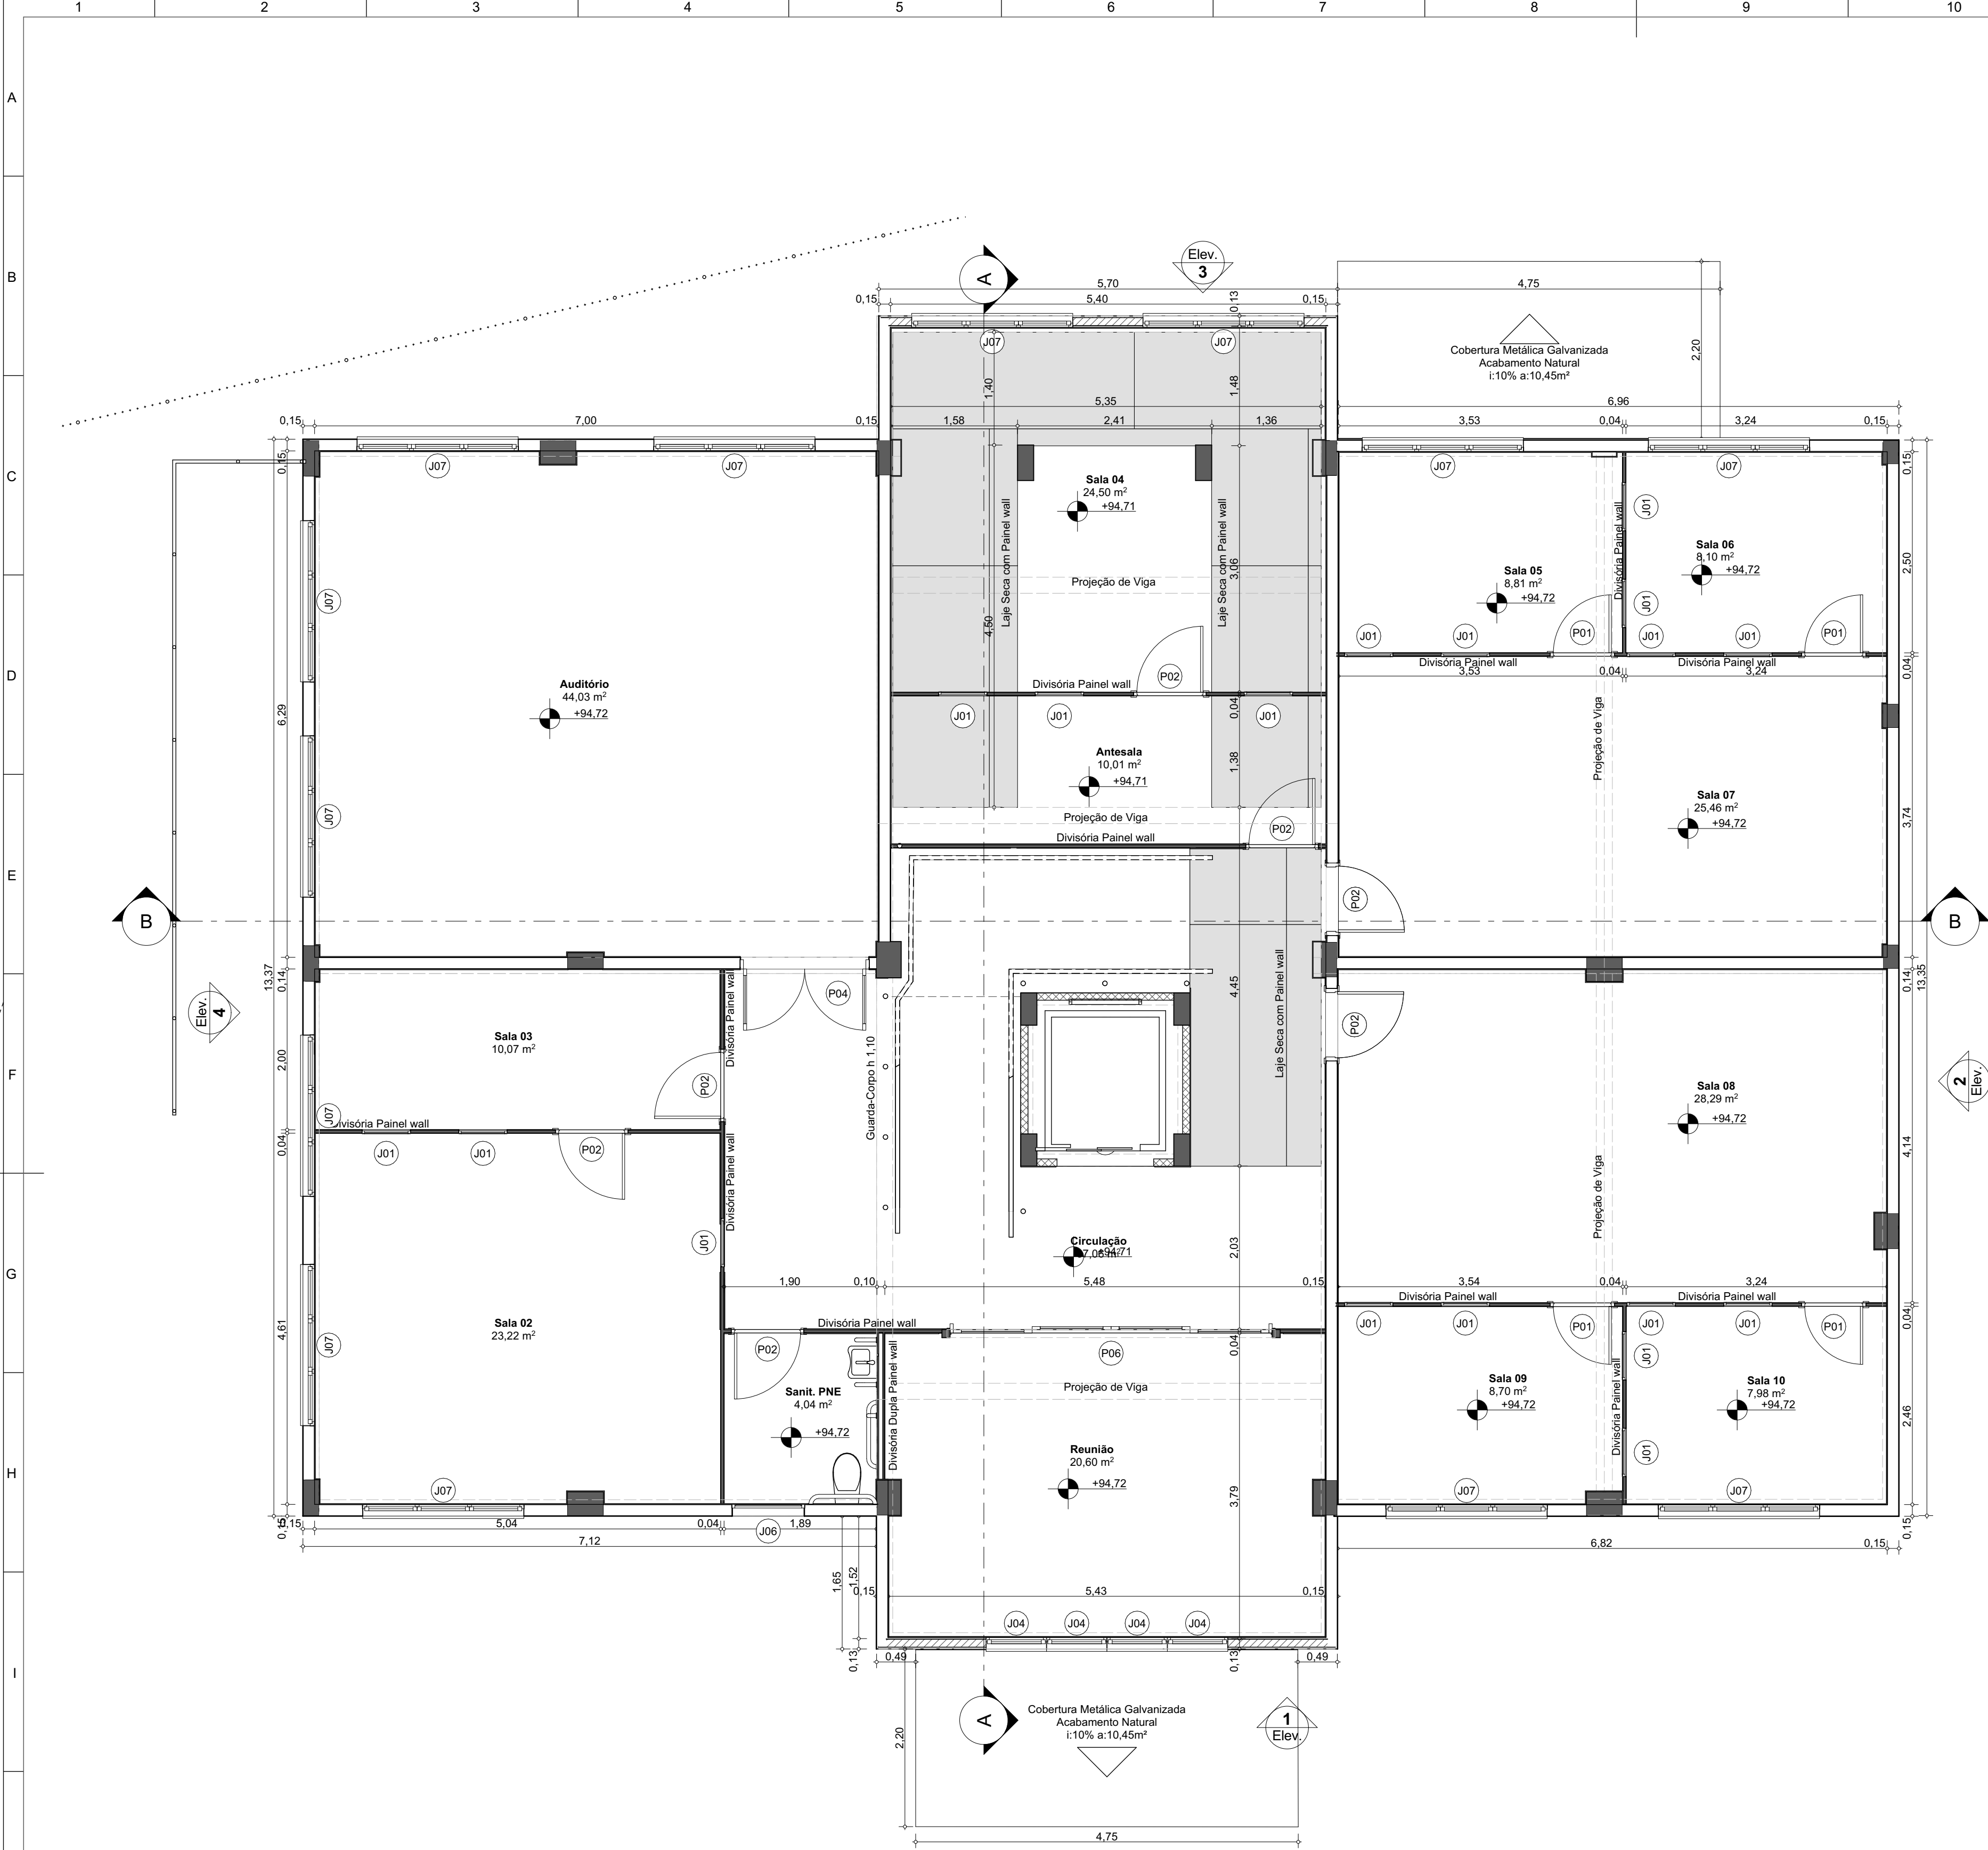 1 2 3 4 5 6 7 8 9 10
A
B
C
D
E
F
G
H
I
A
Elev.
3
5,70
4,75
0,15 5,40 0,15
0,13
2,20
Cobertura Metálica Galvanizada
Acabamento Natural
i:10% a:10,45m²
J07 J07
1,40
1,48
5,35
6,96
0,15 7,00 0,15
1,58 2,41 1,36
3,53 0,04 3,24 0,15
0,15
J07 J07
J07 J07
0,15
Sala 04
24,50 m²
+94,71
Laje Seca com Painel wall
Laje Seca com Painel wall
3,06
4,50
Projeção de Viga
Divisória Painel wall
J01
J01
Sala 06
8,10 m²
+94,72
Sala 05
8,81 m²
+94,72
2,50
J01 J01 P01 J01 J01 P01
Divisória Painel wall
Divisória Painel wall
3,53 0,04 3,24
0,04
J07
J07
6,29
Auditório
44,03 m²
+94,72
Divisória Painel wall
P02
J01 J01 J01
0,04
1,38
Antesala
10,01 m²
+94,71
Projeção de Viga
Divisória Painel wall
P02
Projeção de Viga
Sala 07
25,46 m²
+94,72
3,74
P02
B
B
13,37
0,14
Elev.
4
P04
Divisória Painel wall
Sala 03
10,07 m²
2,00
P02
J07
Divisória Painel wall
0,04
J01 J01 P02
Divisória Painel wall
J01
Guarda-Corpo h 1,10
4,45
Laje Seca com Painel wall
P02
0,14
13,35
Sala 08
28,29 m²
+94,72
Projeção de Viga
4,14
2
Elev.
Circulação
+94,71
2,03
1,90 0,10 5,48 0,15
3,54 0,04 3,24
Divisória Painel wall
Divisória Painel wall
0,04
J01 J01 P01 J01 J01 P01
J01
J01
Divisória Painel wall
Sala 02
23,22 m²
4,61
J07
Divisória Painel wall
P02
P06
0,04
Sanit. PNE
4,04 m²
+94,72
Divisória Dupla Painel wall
Projeção de Viga
Reunião
20,60 m²
+94,72
3,79
Sala 09
8,70 m²
+94,72
Sala 10
7,98 m²
+94,72
2,46
J07
J07 J07
0,15
0,15 5,04 0,04 1,89
J06
7,12
0,15
6,82 0,15
1,65
1,52
0,15 5,43 0,15
J04 J04 J04 J04
0,13
0,49
0,13
0,49
A
Cobertura Metálica Galvanizada
Acabamento Natural
i:10% a:10,45m²
1
Elev.
2,20
4,75